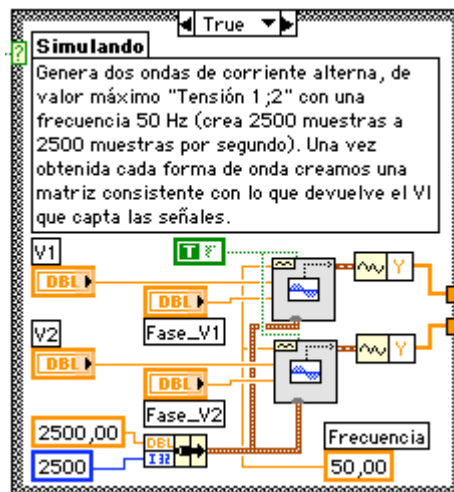 True
Simulando
Genera dos ondas de corriente alterna, de
valor máximo "Tensión 1 ;2" con una
frecuencia 50 Hz (crea 2500 muestras a
2500 muestras por segundo). Una vez
obtenida cada forma de onda creamos una
matriz consistente con lo que devuelve el VI
que capta las señales.
V1
T
DBL
Y
DBL
Fase_V1
V2
DBL
Y
DBL
Fase_V2
2500,00
DBL
Frecuencia
2500
I32
50,00